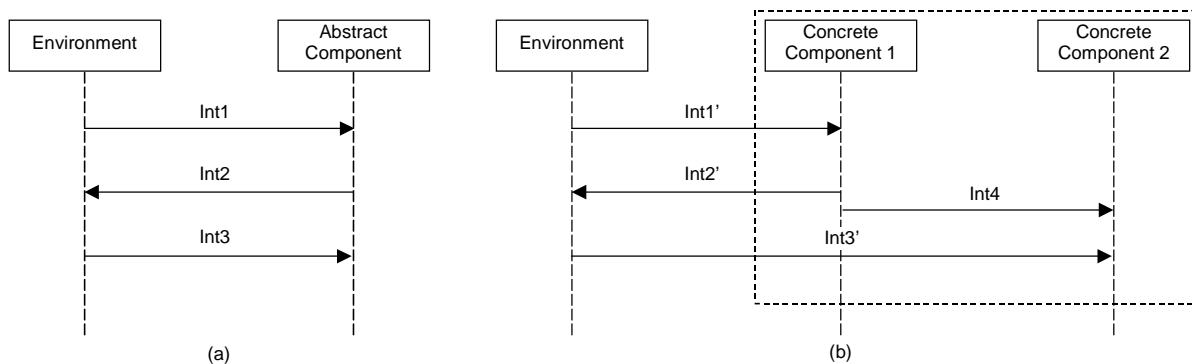 Environment
Abstract
Component
Int1
Int2
Int3
(a)
Environment
Concrete
Component 1
Concrete
Component 2
Int1’
Int2’
Int4
Int3’
(b)